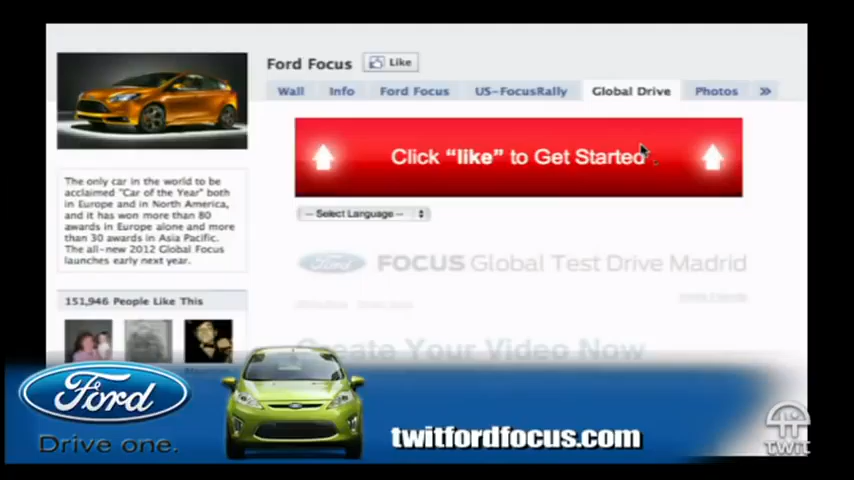 Ford Focus
Like
Wall Info Ford Focus US-FocusRally Global Drive Photos »
Click “like” to Get Started
-- Select Language --
The only car in the world to be
acclaimed "Car of the Year" both
in Europe and in North America,
and it has won more than 80
awards in Europe alone and more
than 30 awards in Asia Pacific.
The all-new 2012 Global Focus
launches early next year.
Ford FOCUS Global Test Drive Madrid
151,946 People Like This
Create Your Video Now
Ford
Drive one.
twitfordfocus.com
TWiT